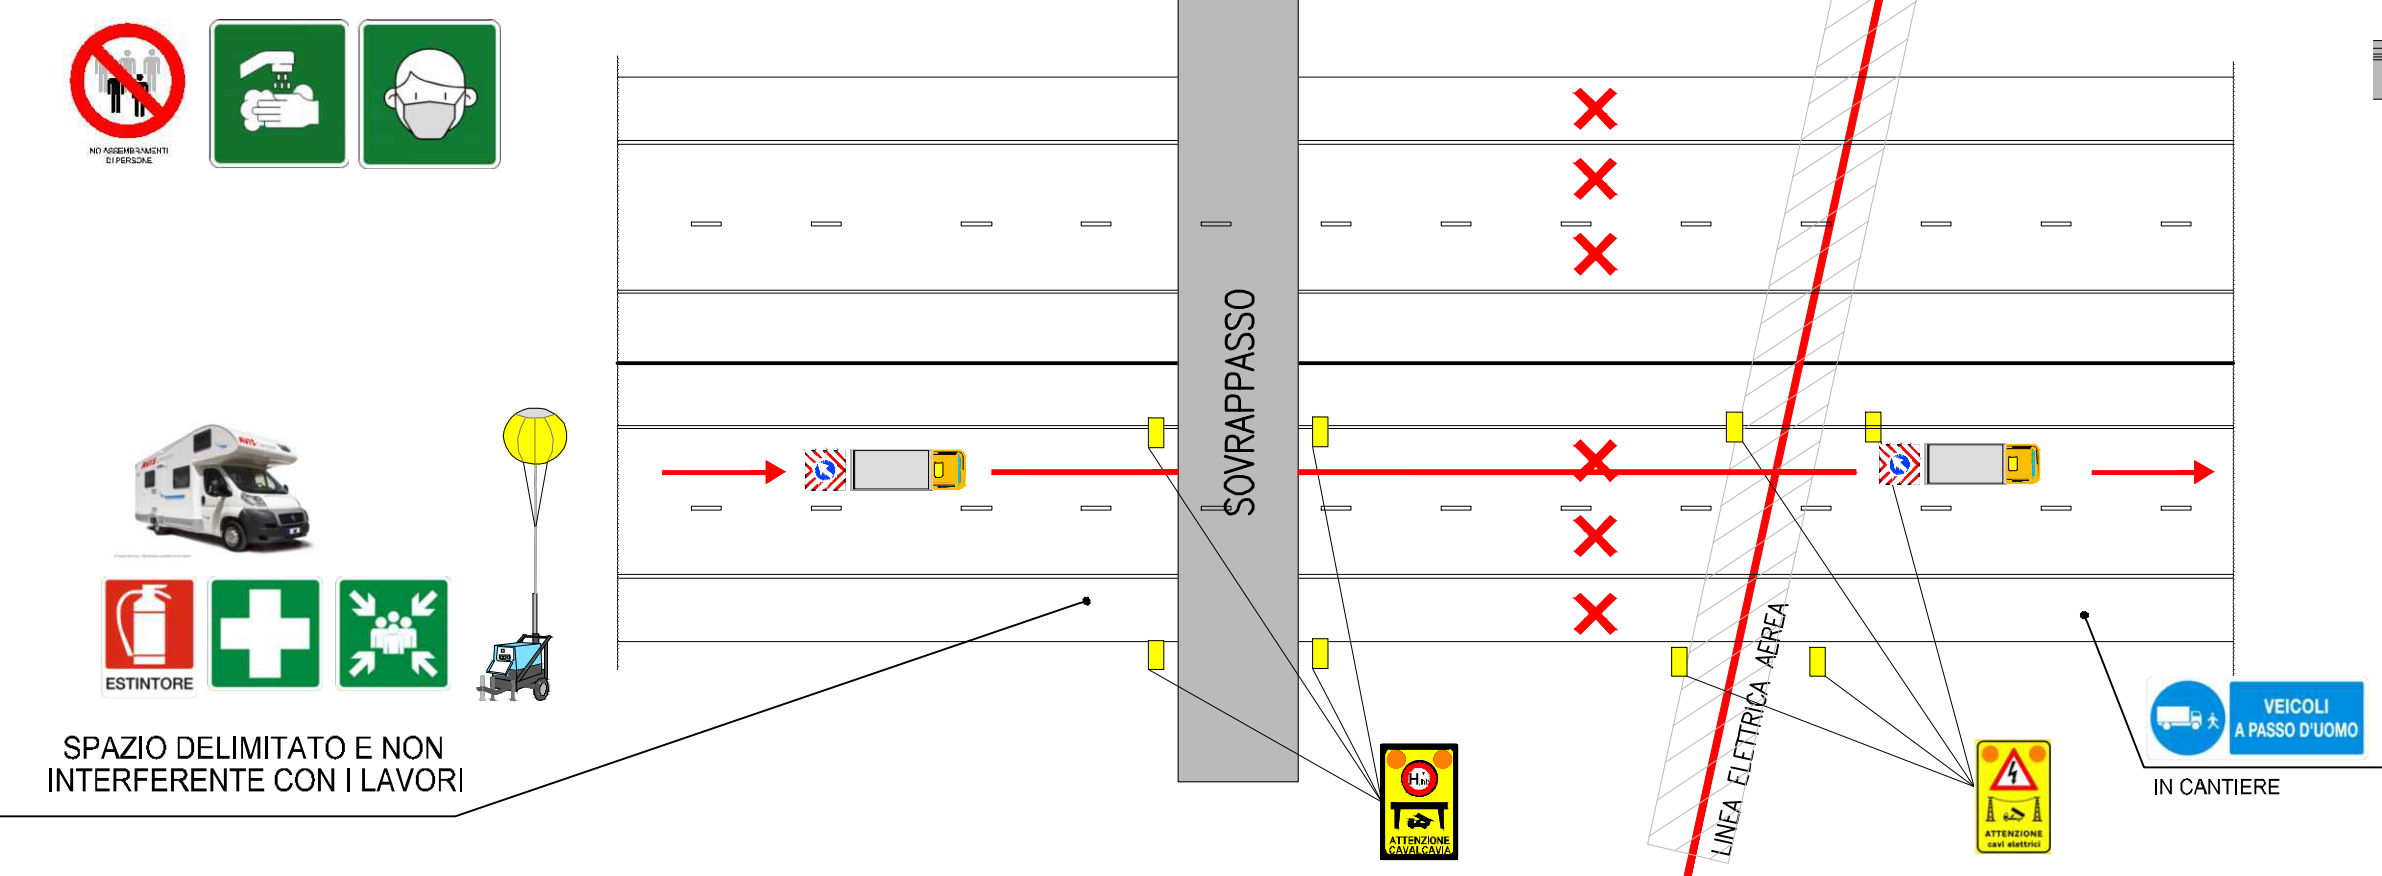 NO ASSEMBRAMENTI
DI PERSONE
SOVRAPPASSO
AVIS
ESTINTORE
SPAZIO DELIMITATO E NON
INTERFERENTE CON I LAVORI
LINEA ELETTRICA AEREA
ATTENZIONE
CAVALCAVIA
ATTENZIONE
cavi elettrici
VEICOLI
A PASSO D'UOMO
IN CANTIERE